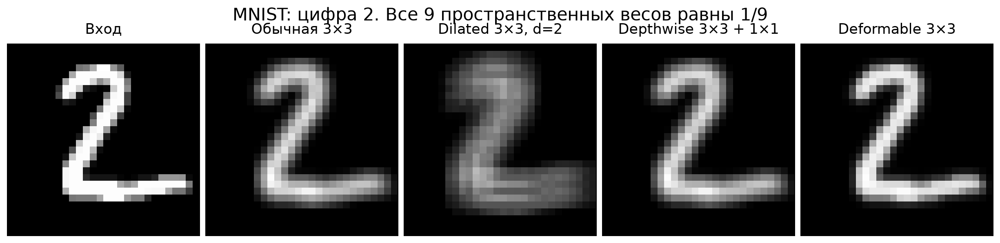 MNIST: цифра 2. Все 9 пространственных весов равны 1/9
Вход
Обычная 3×3
Dilated 3×3, d=2
Depthwise 3×3 + 1×1
Deformable 3×3